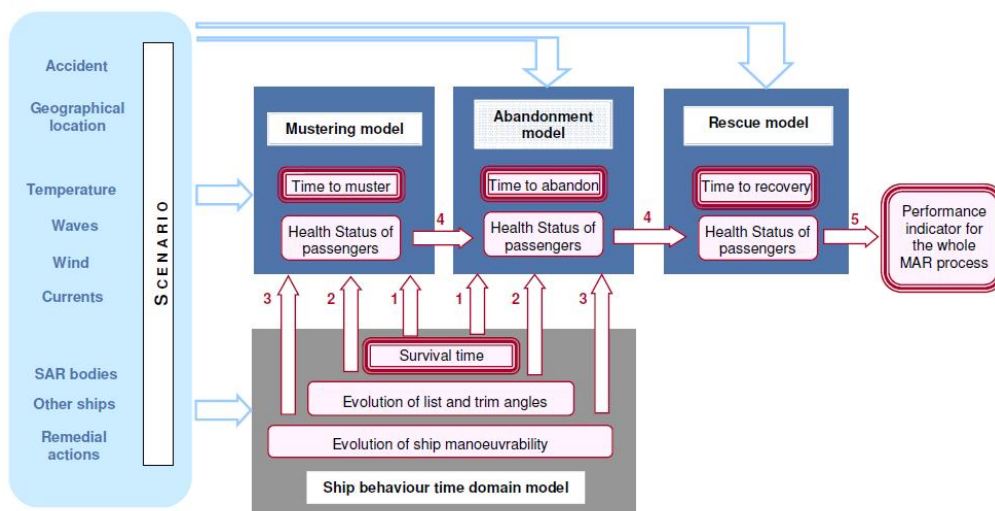 Accident
Geographical
location
Temperature
Waves
Wind
Currents
SAR bodies
Other ships
Remedial
actions
SCENARIO
Mustering model
Time to muster
Health Status of
passengers
4
Abandonment
model
Time to abandon
Health Status of
passengers
4
Rescue model
Time to recovery
Health Status of
passengers
5
Performance
indicator for
the whole
MAR process
3
2
1
1
2
3
Survival time
Evolution of list and trim angles
Evolution of ship manoeuvrability
Ship behaviour time domain model